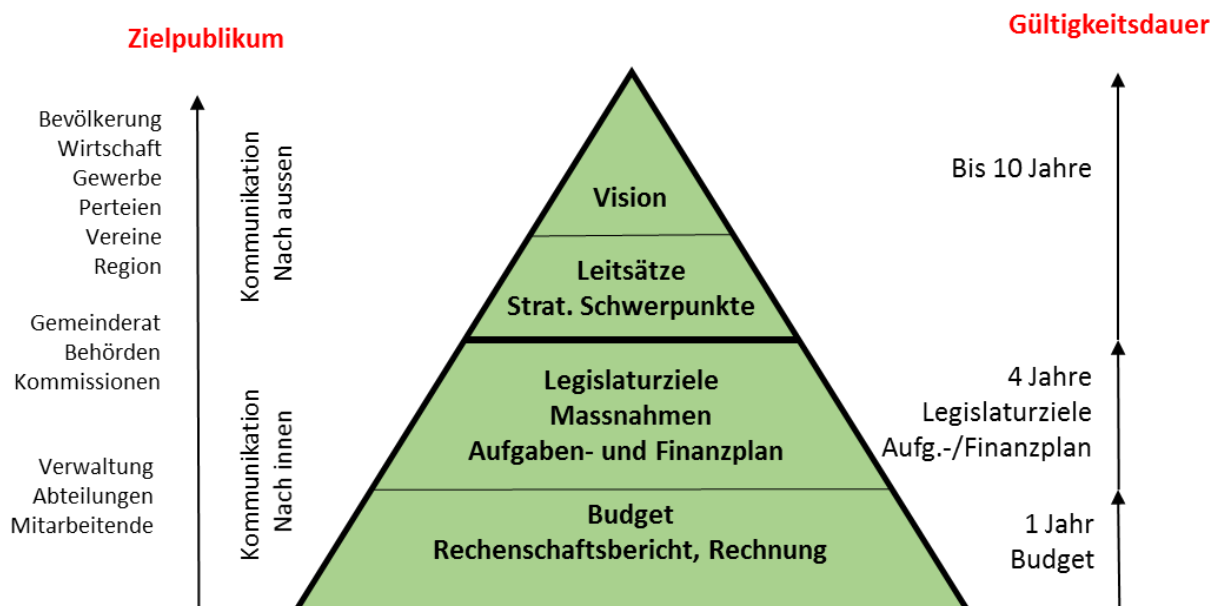 Zielpublikum
Gültigkeitsdauer
Bevölkerung
Wirtschaft
Gewerbe
Perteien
Vereine
Region
Gemeinderat
Behörden
Kommissionen
Verwaltung
Abteilungen
Mitarbeitende
Kommunikation
Nach aussen
Kommunikation
Nach innen
Vision
Leitsätze
Strat. Schwerpunkte
Legislaturziele
Massnahmen
Aufgaben- und Finanzplan
Budget
Rechenschaftsbericht, Rechnung
Bis 10 Jahre
4 Jahre
Legislaturziele
Aufg.-/Finanzplan
1 Jahr
Budget